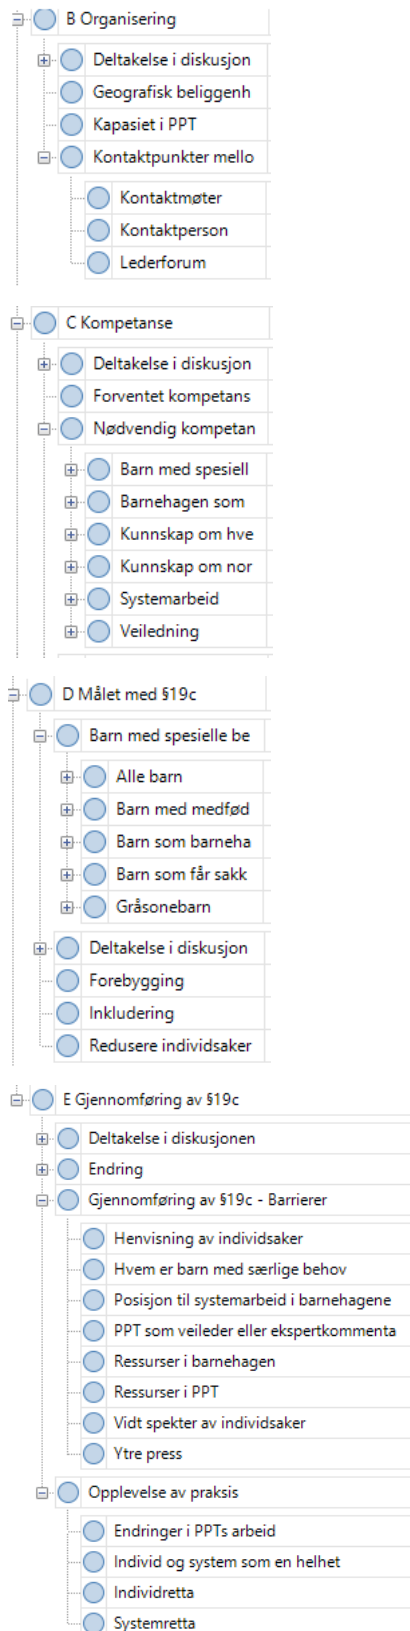 B Organisering
Deltakelse i diskusjon
Geografisk beliggenh
Kapasiet i PPT
Kontaktpunkter mello
Kontaktmøter
Kontaktperson
Lederforum
C Kompetanse
Deltakelse i diskusjon
Forventet kompetans
Nødvendig kompetan
Barn med spesiell
Barnehagen som
Kunnskap om hve
Kunnskap om nor
Systemarbeid
Veiledning
D Målet med §19c
Barn med spesielle be
Alle barn
Barn med medfød
Barn som barneha
Barn som får sakk
Gråsonebarn
Deltakelse i diskusjon
Forebygging
Inkludering
Redusere individsaker
E Gjennomføring av §19c
Deltakelse i diskusjonen
Endring
Gjennomføring av §19c - Barrierer
Henvisning av individsaker
Hvem er barn med særlige behov
Posisjon til systemarbeid i barnehagene
PPT som veileder eller ekspertkommenta
Ressurser i barnehagen
Ressurser i PPT
Vidt spekter av individsaker
Ytre press
Opplevelse av praksis
Endringer i PPTs arbeid
Individ og system som en helhet
Individretta
Systemretta